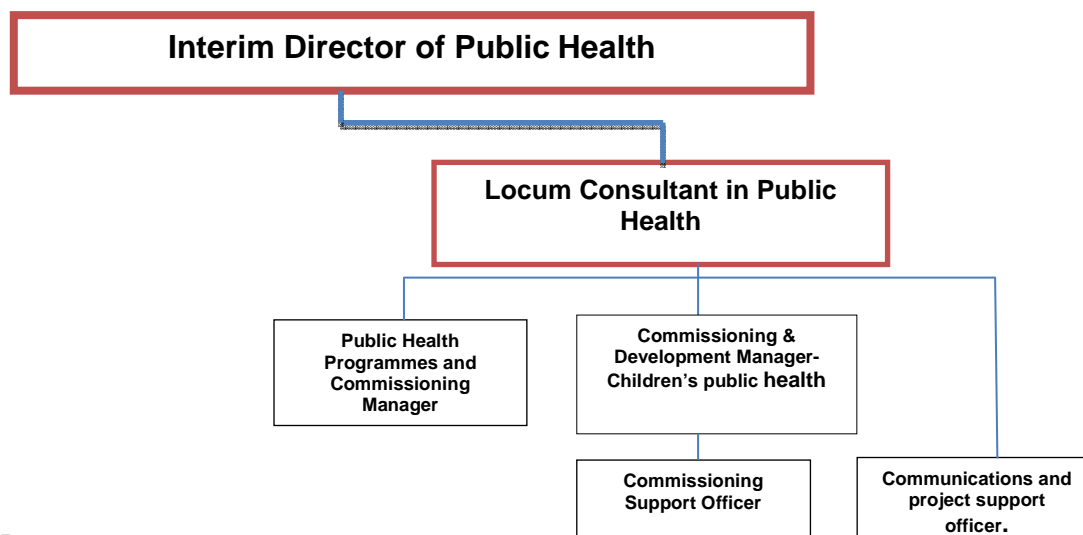 Interim Director of Public Health
Locum Consultant in Public
Health
Public Health
Programmes and
Commissioning
Manager
Commissioning &
Development Manager-
Children’s public health
Commissioning
Support Officer
Communications and
project support
officer.